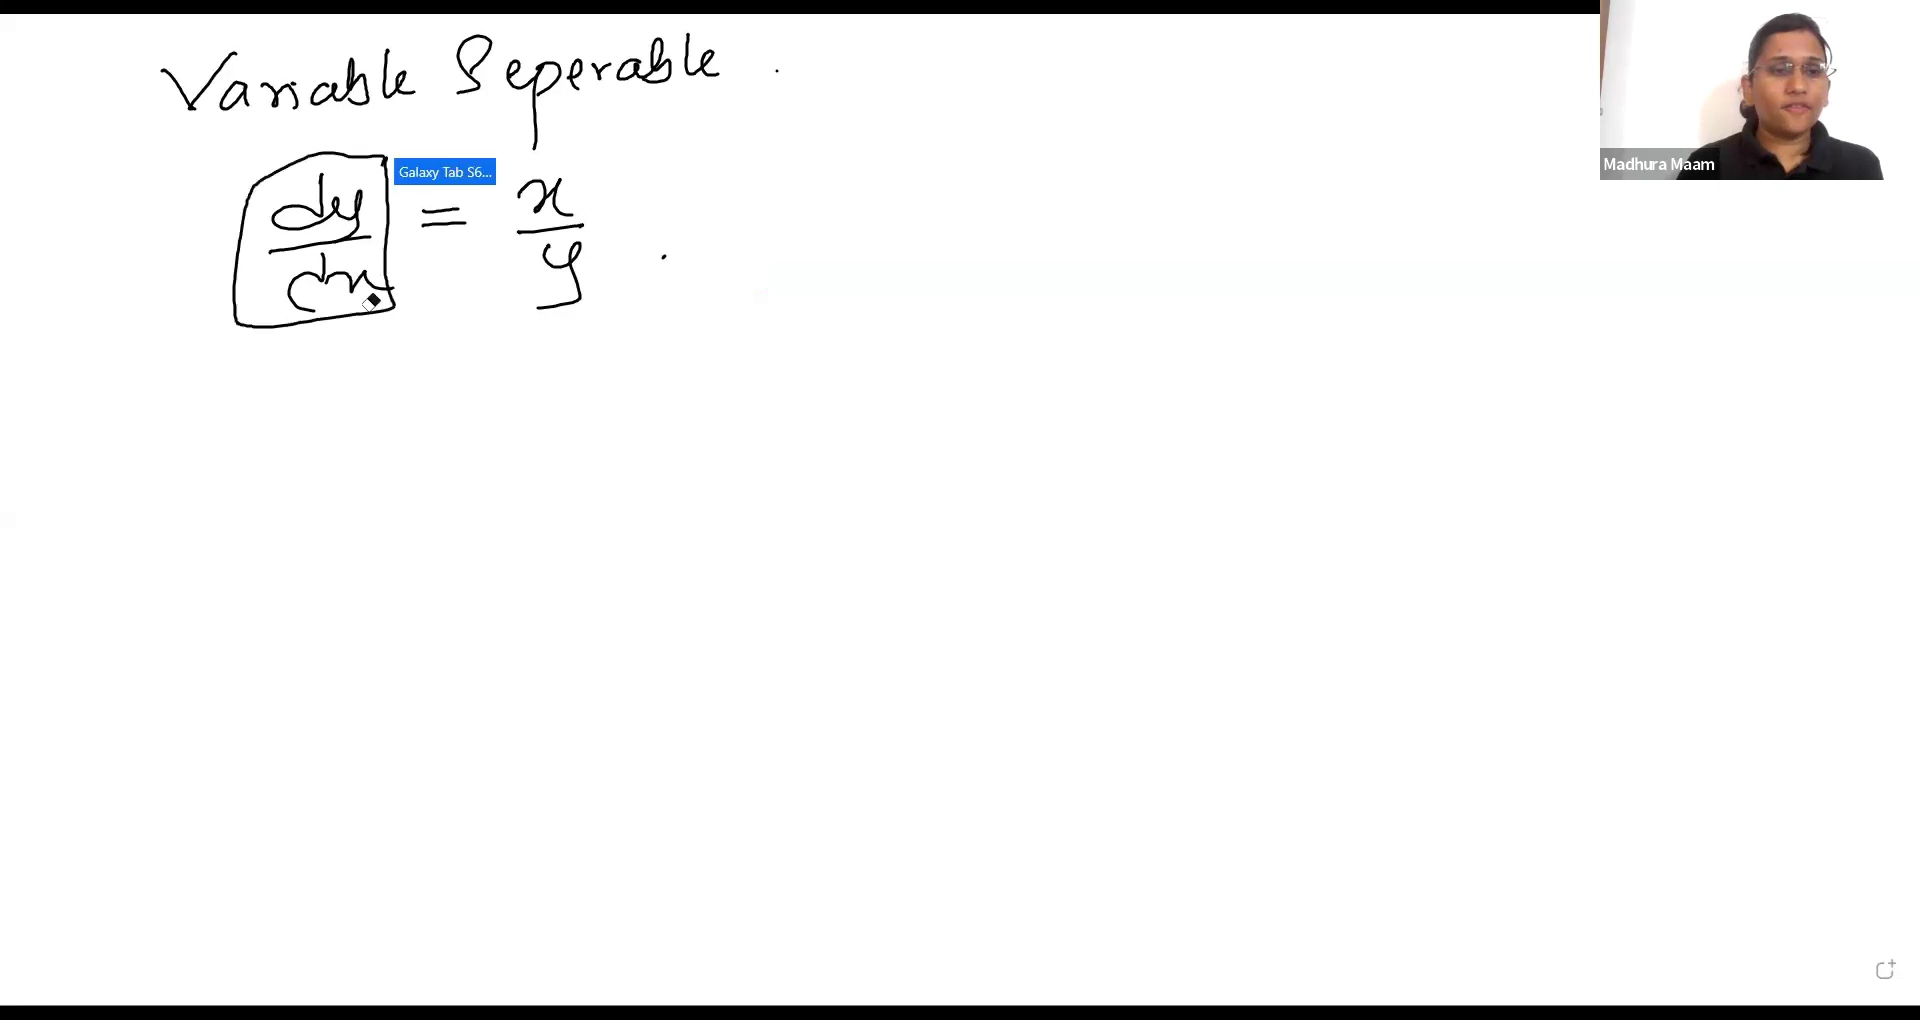 Variable Seperable .
dy/dx = x/y .
Galaxy Tab S6...
Madhura Maam